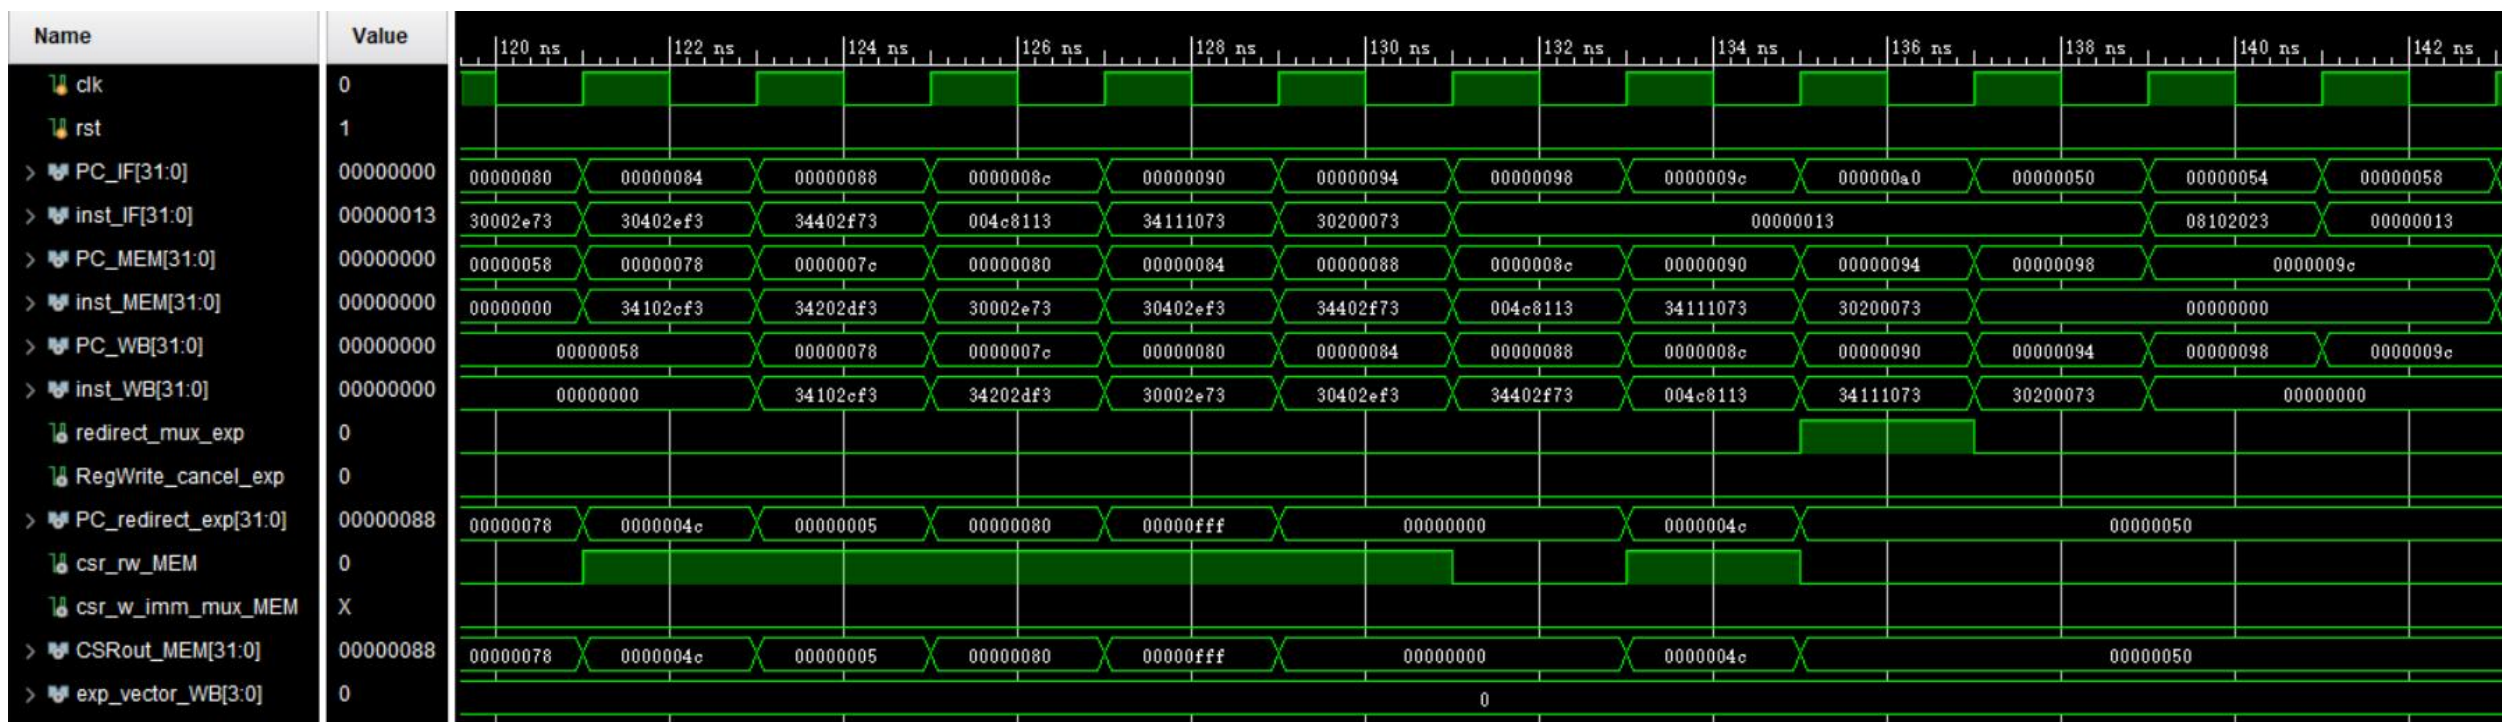 Name Value 120 ns 122 ns 124 ns 126 ns 128 ns 130 ns 132 ns 134 ns 136 ns 138 ns 140 ns 142 ns
clk 0
rst 1
PC_IF[31:0] 00000000 00000080 00000084 00000088 0000008c 00000090 00000094 00000098 0000009c 000000a0 00000050 00000054 00000058
inst_IF[31:0] 00000013 30002e73 30402ef3 34402f73 004c8113 34111073 30200073 00000013 08102023 00000013
PC_MEM[31:0] 00000000 00000058 00000078 0000007c 00000080 00000084 00000088 0000008c 00000090 00000094 00000098 0000009c
inst_MEM[31:0] 00000000 00000000 34102cf3 34202df3 30002e73 30402ef3 34402f73 004c8113 34111073 30200073 00000000
PC_WB[31:0] 00000000 00000058 00000078 0000007c 00000080 00000084 00000088 0000008c 00000090 00000094 00000098 0000009c
inst_WB[31:0] 00000000 00000000 34102cf3 34202df3 30002e73 30402ef3 34402f73 004c8113 34111073 30200073 00000000
redirect_mux_exp 0
RegWrite_cancel_exp 0
PC_redirect_exp[31:0] 00000088 00000078 0000004c 00000005 00000080 00000fff 00000000 0000004c 00000050
csr_rw_MEM 0
csr_w_imm_mux_MEM X
CSRout_MEM[31:0] 00000088 00000078 0000004c 00000005 00000080 00000fff 00000000 0000004c 00000050
exp_vector_WB[3:0] 0 0